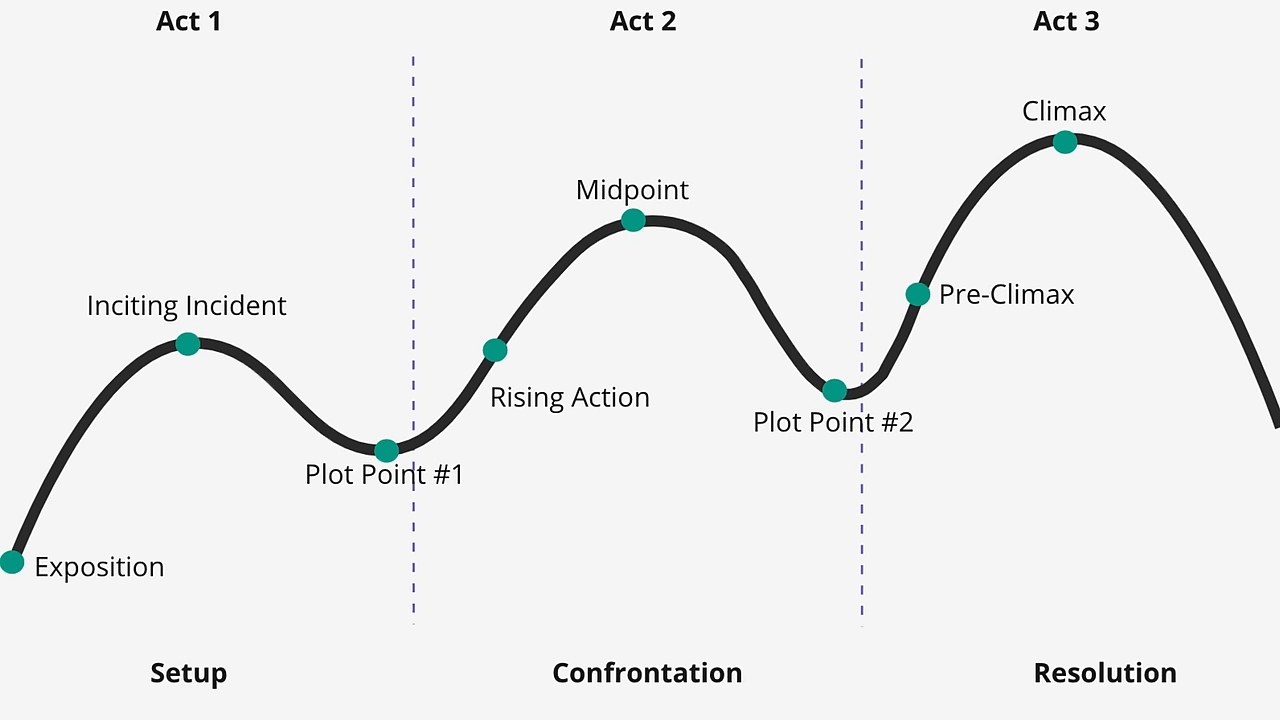 Act 1
Act 2
Act 3
Climax
Midpoint
Pre-Climax
Inciting Incident
Rising Action
Plot Point #2
Plot Point #1
Exposition
Setup
Confrontation
Resolution